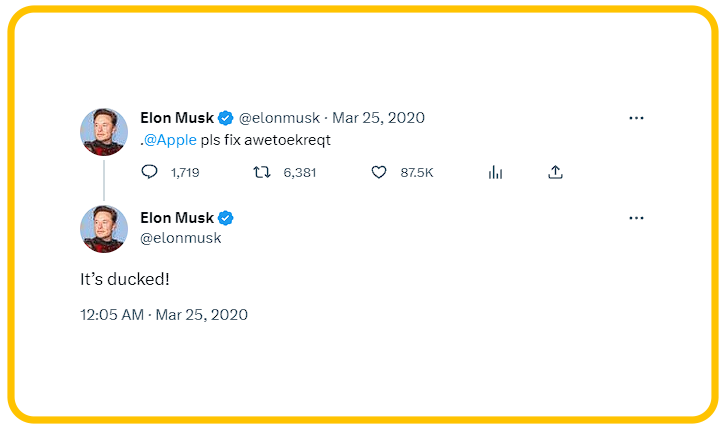 Elon Musk @elonmusk · Mar 25, 2020
.@Apple pls fix awetoekreqt
1,719 6,381 87.5K
Elon Musk
@elonmusk
It’s ducked!
12:05 AM · Mar 25, 2020